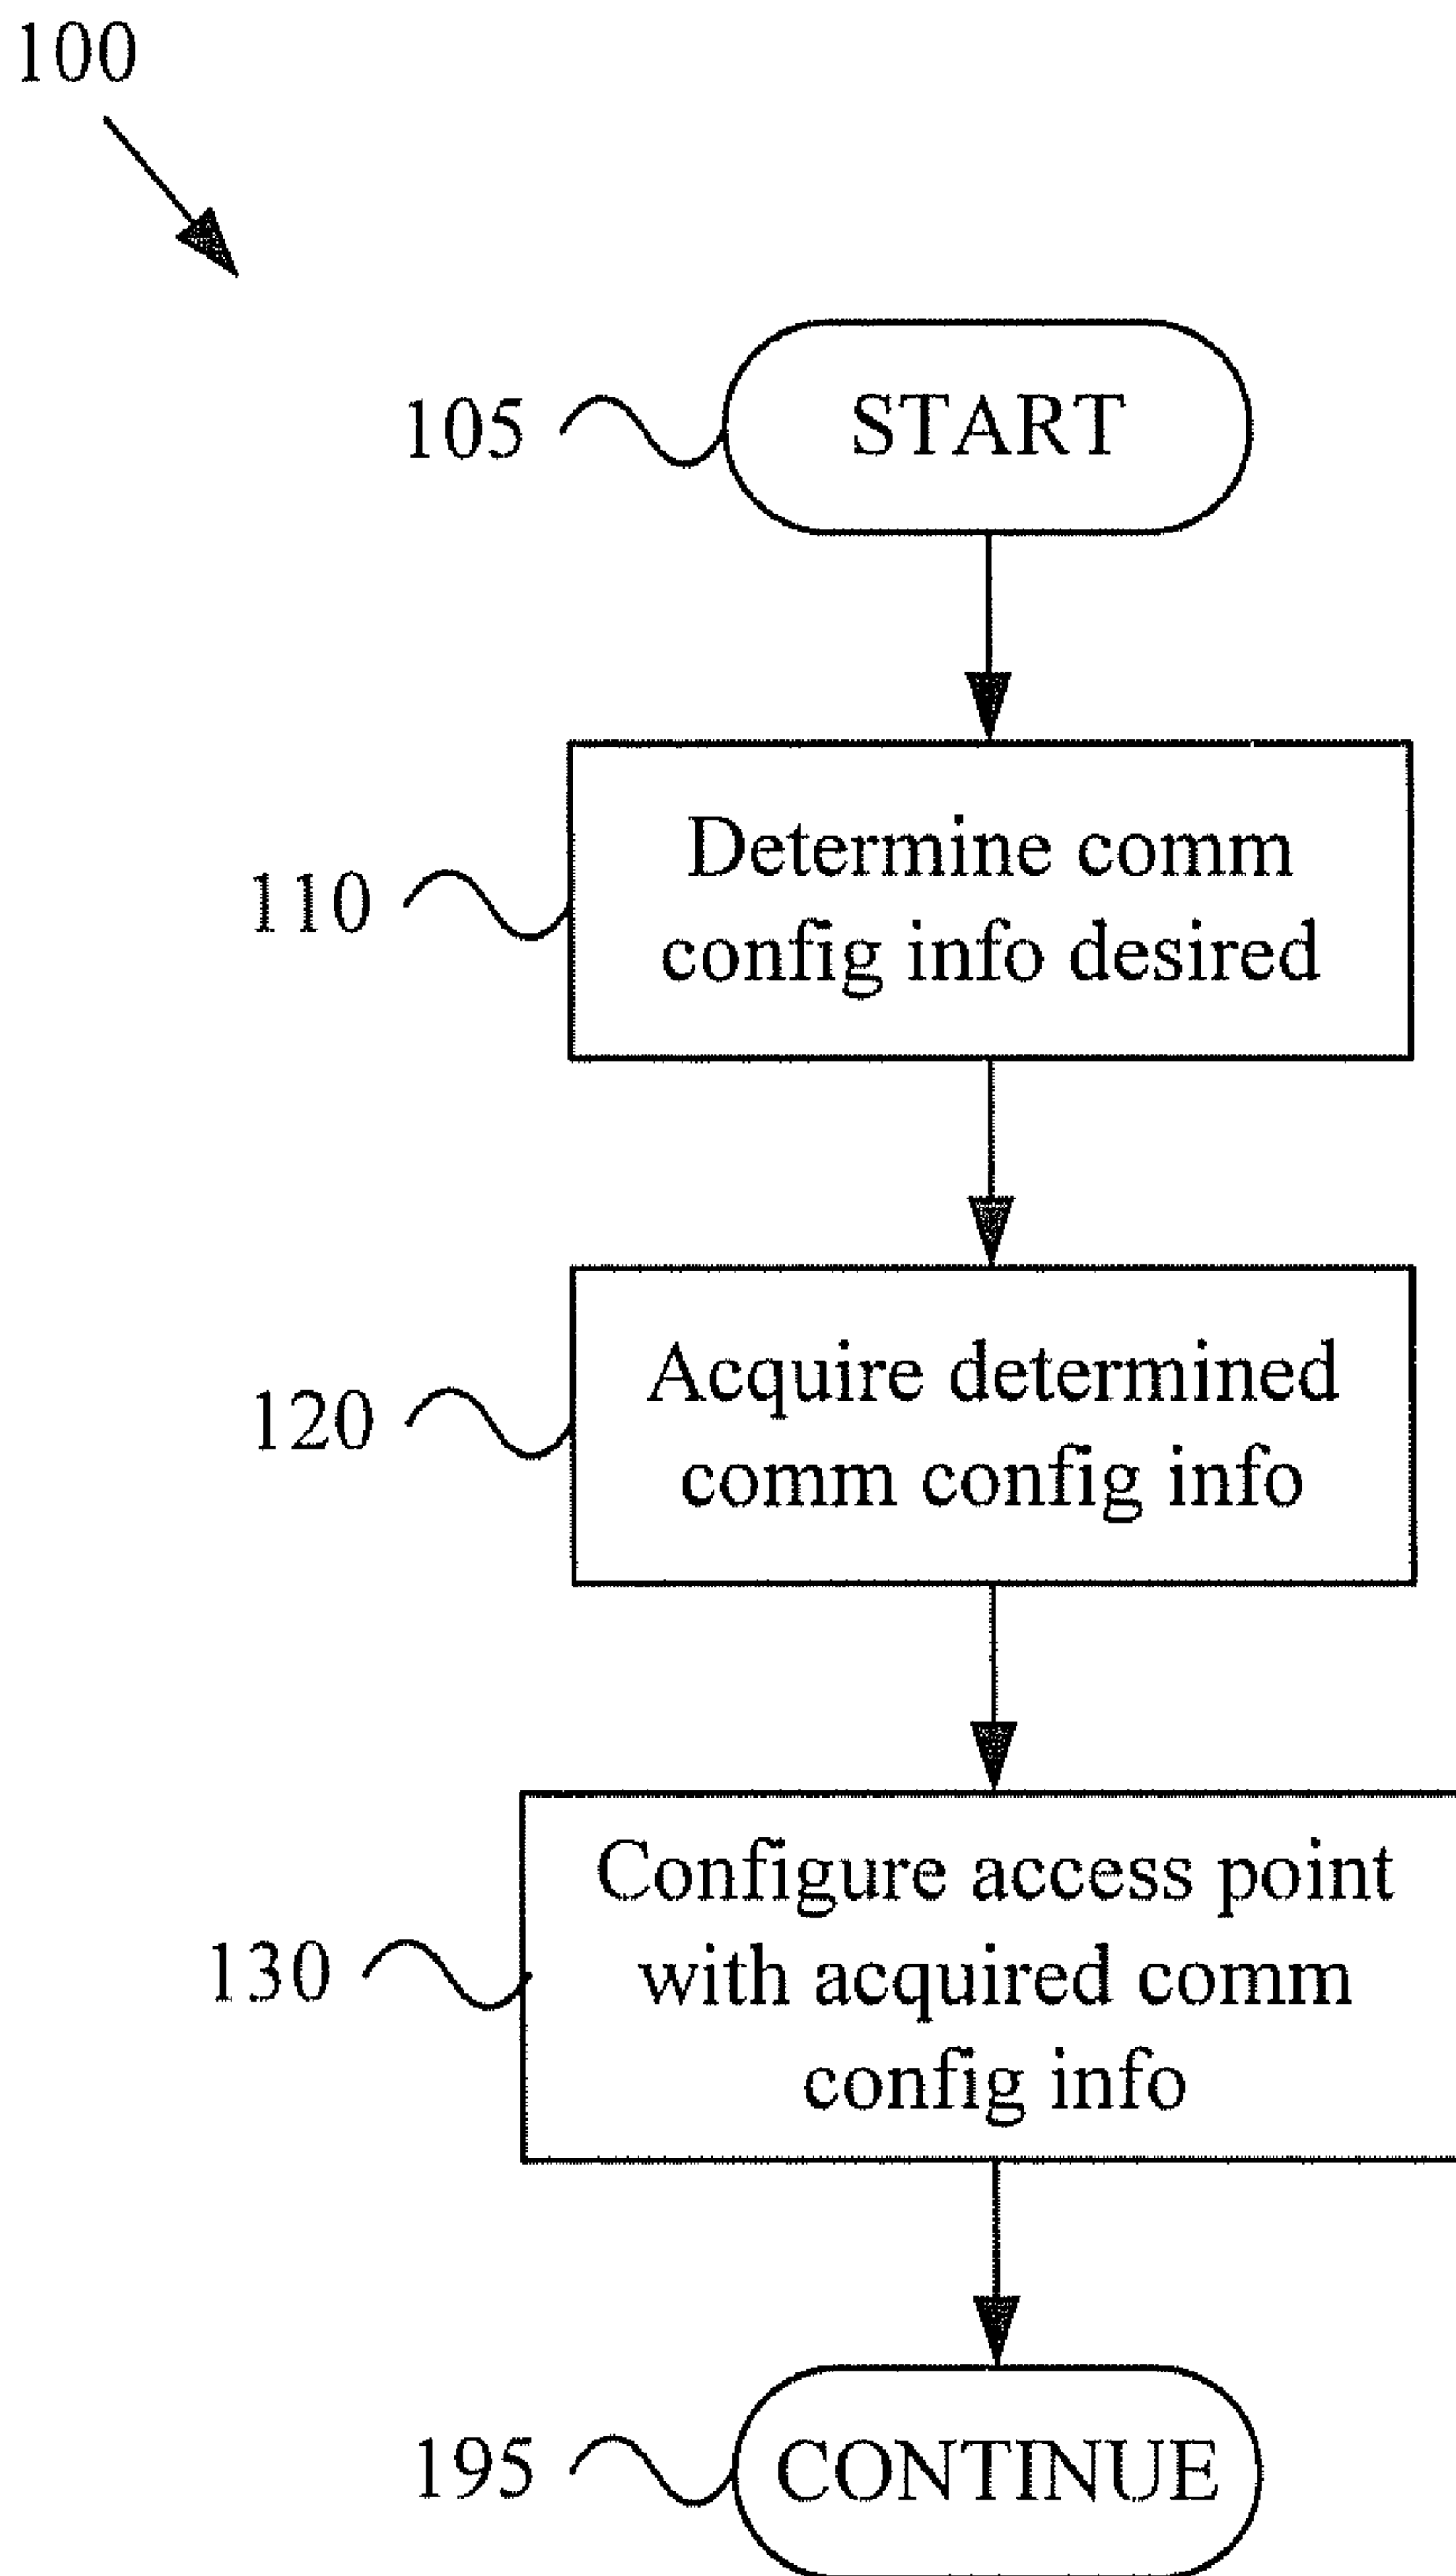 100
105
START
110
Determine comm
config info desired
120
Acquire determined
comm config info
130
Configure access point
with acquired comm
config info
195
CONTINUE